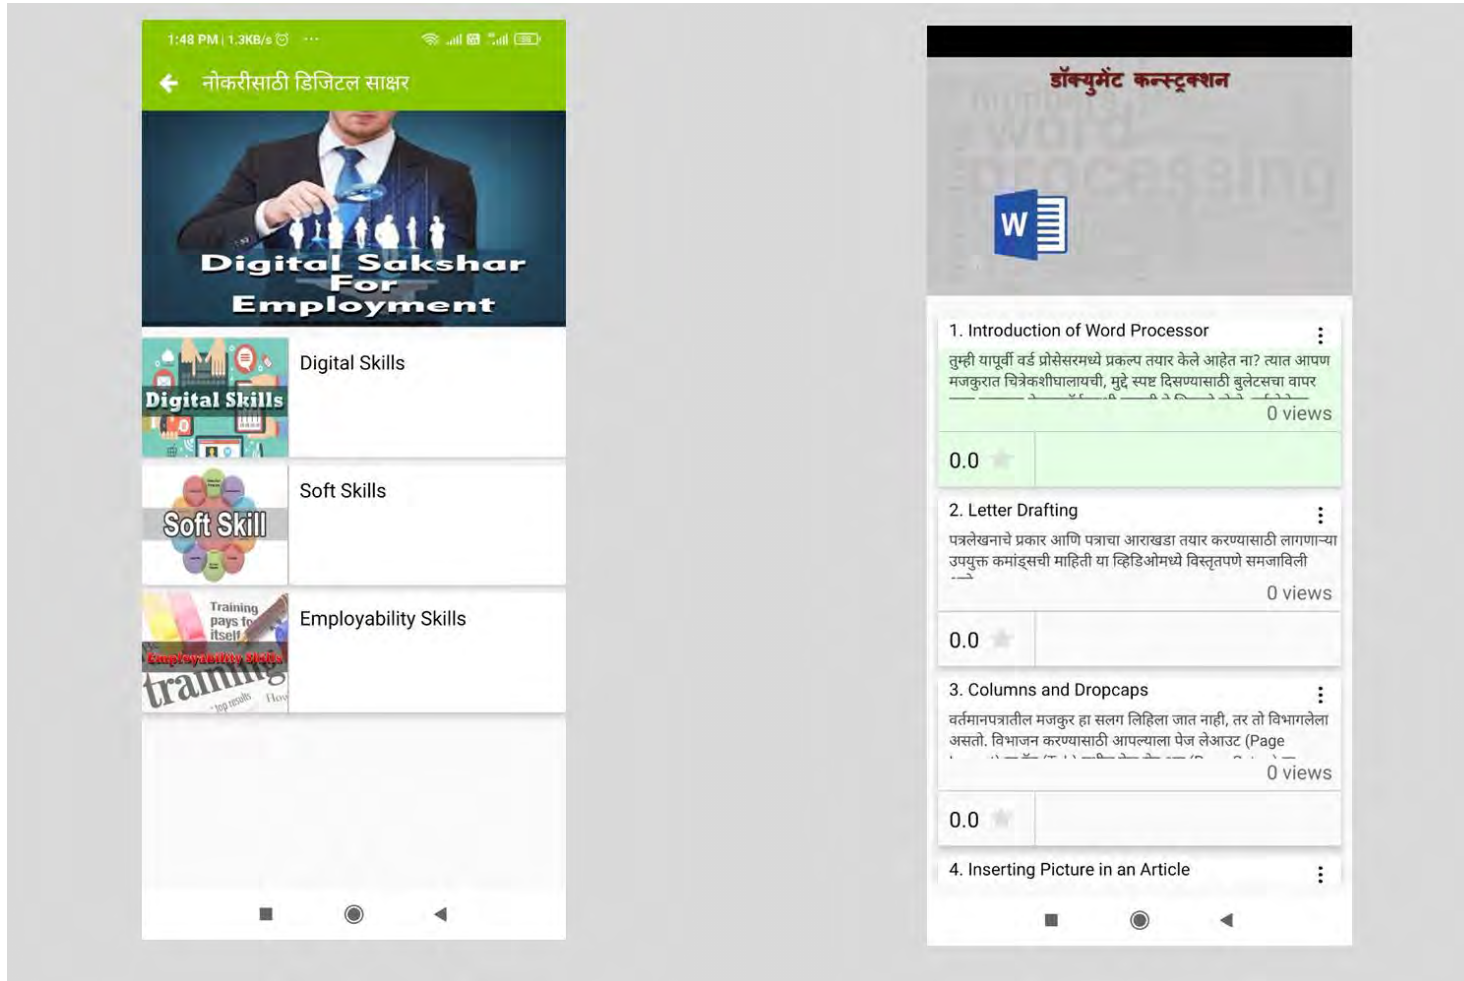 1:48 PM | 1.3KB/s
नोकरीसाठी डिजिटल साक्षर
Digital Sakshar
For
Employment
Digital Skills
Digital Skills
Soft Skills
Soft Skill
Employability Skills
Training
pays for
itself
Employability Skills
training
top results
डॉक्युमेंट कन्स्ट्रक्शन
word
processing
W
1. Introduction of Word Processor
तुम्ही यापूर्वी वर्ड प्रोसेसरमध्ये प्रकल्प तयार केले आहेत ना? त्यात आपण
मजकुरात चित्रेकशीघालायची, मुद्दे स्पष्ट दिसण्यासाठी बुलेटसचा वापर
0 views
0.0
2. Letter Drafting
पत्रलेखनाचे प्रकार आणि पत्राचा आराखडा तयार करण्यासाठी लागणाऱ्या
उपयुक्त कमांड्सची माहिती या व्हिडिओमध्ये विस्तृतपणे समजाविली
0 views
0.0
3. Columns and Dropcaps
वर्तमानपत्रातील मजकुर हा सलग लिहिला जात नाही, तर तो विभागलेला
असतो. विभाजन करण्यासाठी आपल्याला पेज लेआउट (Page
0 views
0.0
4. Inserting Picture in an Article